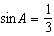 sin A = 1/3